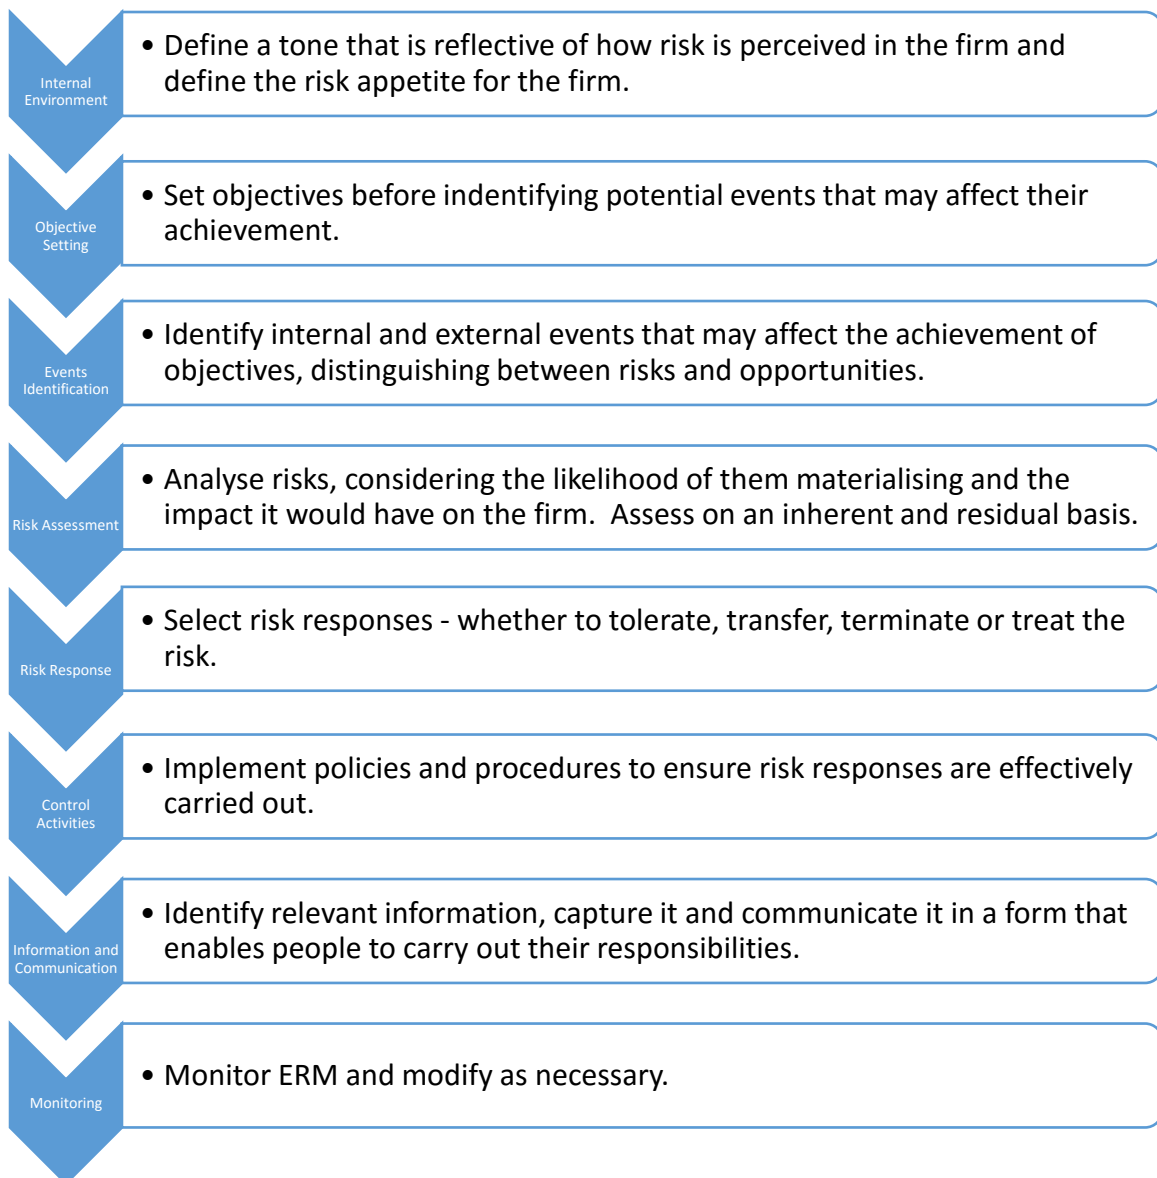 Internal
Environment
• Define a tone that is reflective of how risk is perceived in the firm and
define the risk appetite for the firm.
Objective
Setting
• Set objectives before indentifying potential events that may affect their
achievement.
Events
Identification
• Identify internal and external events that may affect the achievement of
objectives, distinguishing between risks and opportunities.
Risk Assessment
• Analyse risks, considering the likelihood of them materialising and the
impact it would have on the firm.  Assess on an inherent and residual basis.
Risk Response
• Select risk responses - whether to tolerate, transfer, terminate or treat the
risk.
Control
Activities
• Implement policies and procedures to ensure risk responses are effectively
carried out.
Information and
Communication
• Identify relevant information, capture it and communicate it in a form that
enables people to carry out their responsibilities.
Monitoring
• Monitor ERM and modify as necessary.